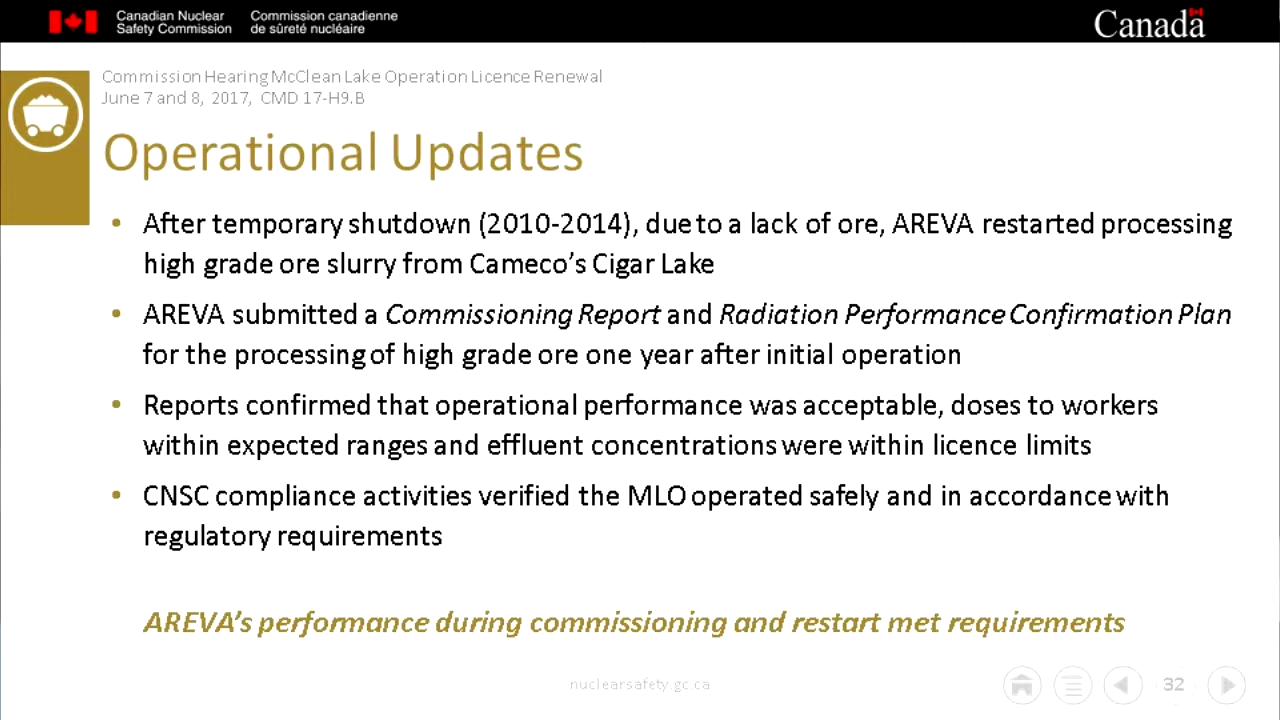 Canadian Nuclear Safety Commission
Commission canadienne de sûreté nucléaire
Canada
Commission Hearing McClean Lake Operation Licence Renewal
June 7 and 8, 2017, CMD 17-H9.B
Operational Updates
• After temporary shutdown (2010-2014), due to a lack of ore, AREVA restarted processing
high grade ore slurry from Cameco's Cigar Lake
• AREVA submitted a Commissioning Report and Radiation Performance Confirmation Plan
for the processing of high grade ore one year after initial operation
• Reports confirmed that operational performance was acceptable, doses to workers
within expected ranges and effluent concentrations were within licence limits
• CNSC compliance activities verified the MLO operated safely and in accordance with
regulatory requirements
AREVA's performance during commissioning and restart met requirements
nuclearsafety.gc.ca
32